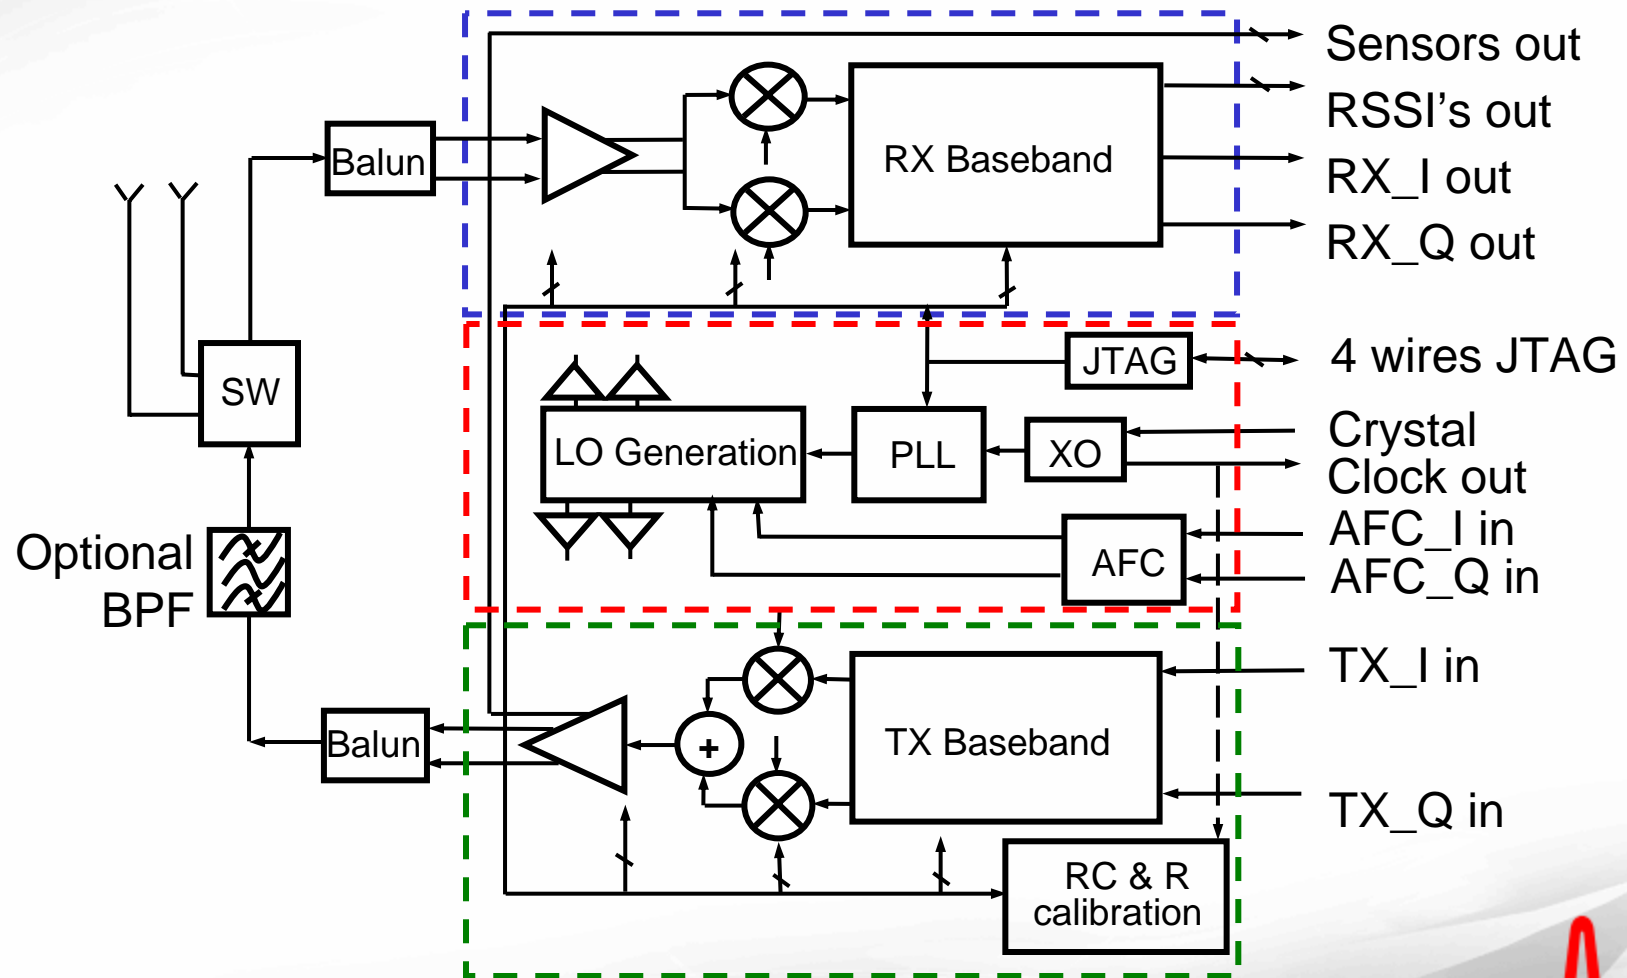 Sensors out
RSSI's out
RX_I out
RX_Q out
Balun
RX Baseband
SW
JTAG
4 wires JTAG
LO Generation
PLL
XO
Crystal
Clock out
AFC
AFC_I in
AFC_Q in
Optional
BPF
Balun
+
TX Baseband
TX_I in
TX_Q in
RC & R
calibration